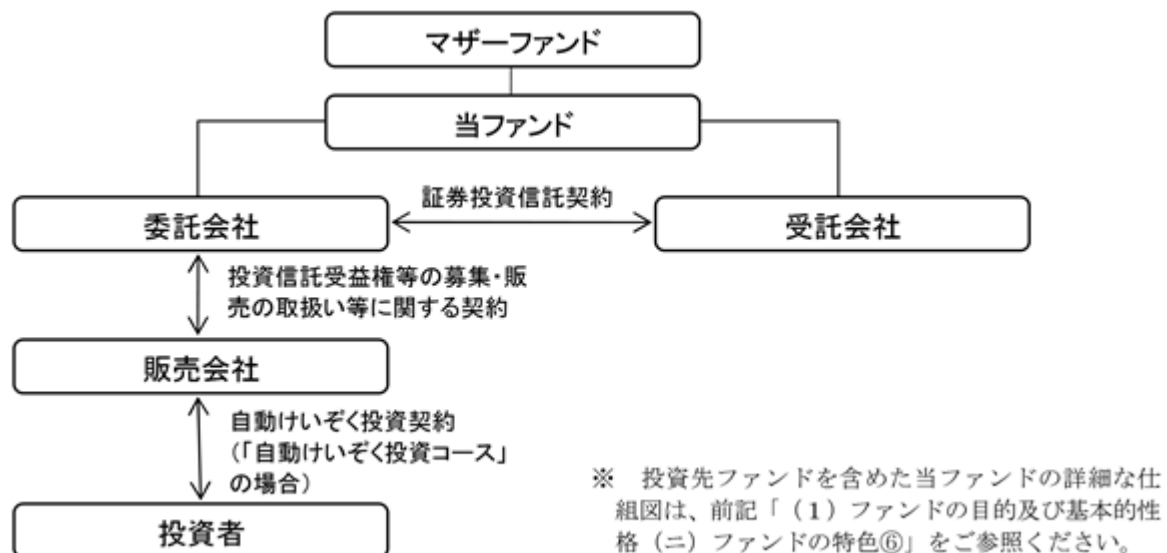 マザーファンド
当ファンド
証券投資信託契約
委託会社
受託会社
投資信託受益権等の募集・販
売の取扱い等に関する契約
販売会社
自動けいぞく投資契約
(「自動けいぞく投資コース」
の場合)
投資者
※ 投資先ファンドを含めた当ファンドの詳細な仕
組図は、前記「(1)ファンドの目的及び基本的性
格(ニ)ファンドの特色⑥」をご参照ください。